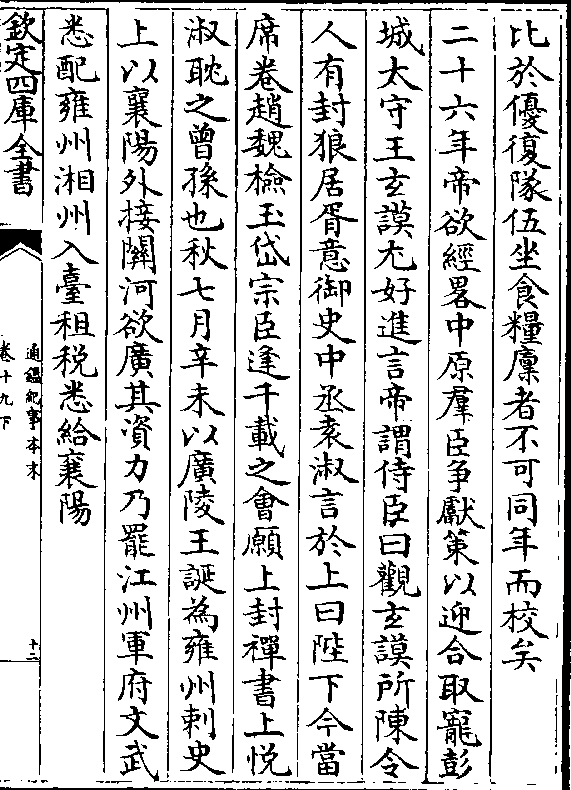 比於優復隊伍坐食糧廩者不可同年而校矣
二十六年帝欲經畧中原羣臣争獻策以迎合取寵彭
城太守王玄謨尤好進言帝謂侍臣曰觀玄謨所陳令
人有封狼居胥意御史中丞袁淑言於上曰陛下今當
席卷趙魏檢玉岱宗臣逢千載之會願上封禪書上悦
淑耽之曾孫也秋七月辛未以廣陵王誕為雍州刺史
上以襄陽外接關河欲廣其資力乃罷江州軍府文武
悉配雍州湘州入臺租税悉給襄陽
欽定四庫全書
通鑑紀事本末
卷十九下
十二